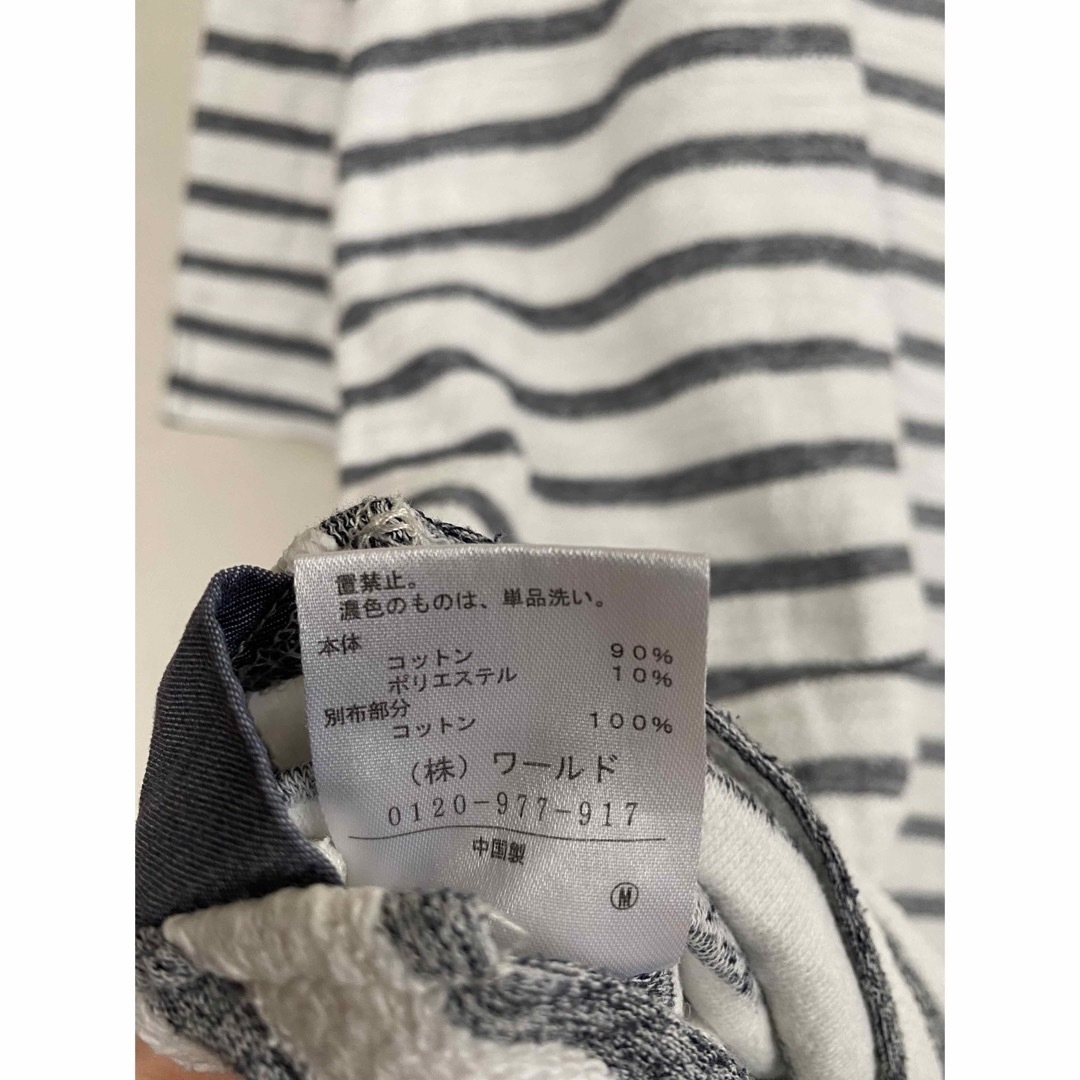 置禁止。
濃色のものは、単品洗い。
本体
コットン 90%
ポリエステル 10%
別布部分
コットン 100%
（株）ワールド
0120-977-917
中国製
Ⓜ